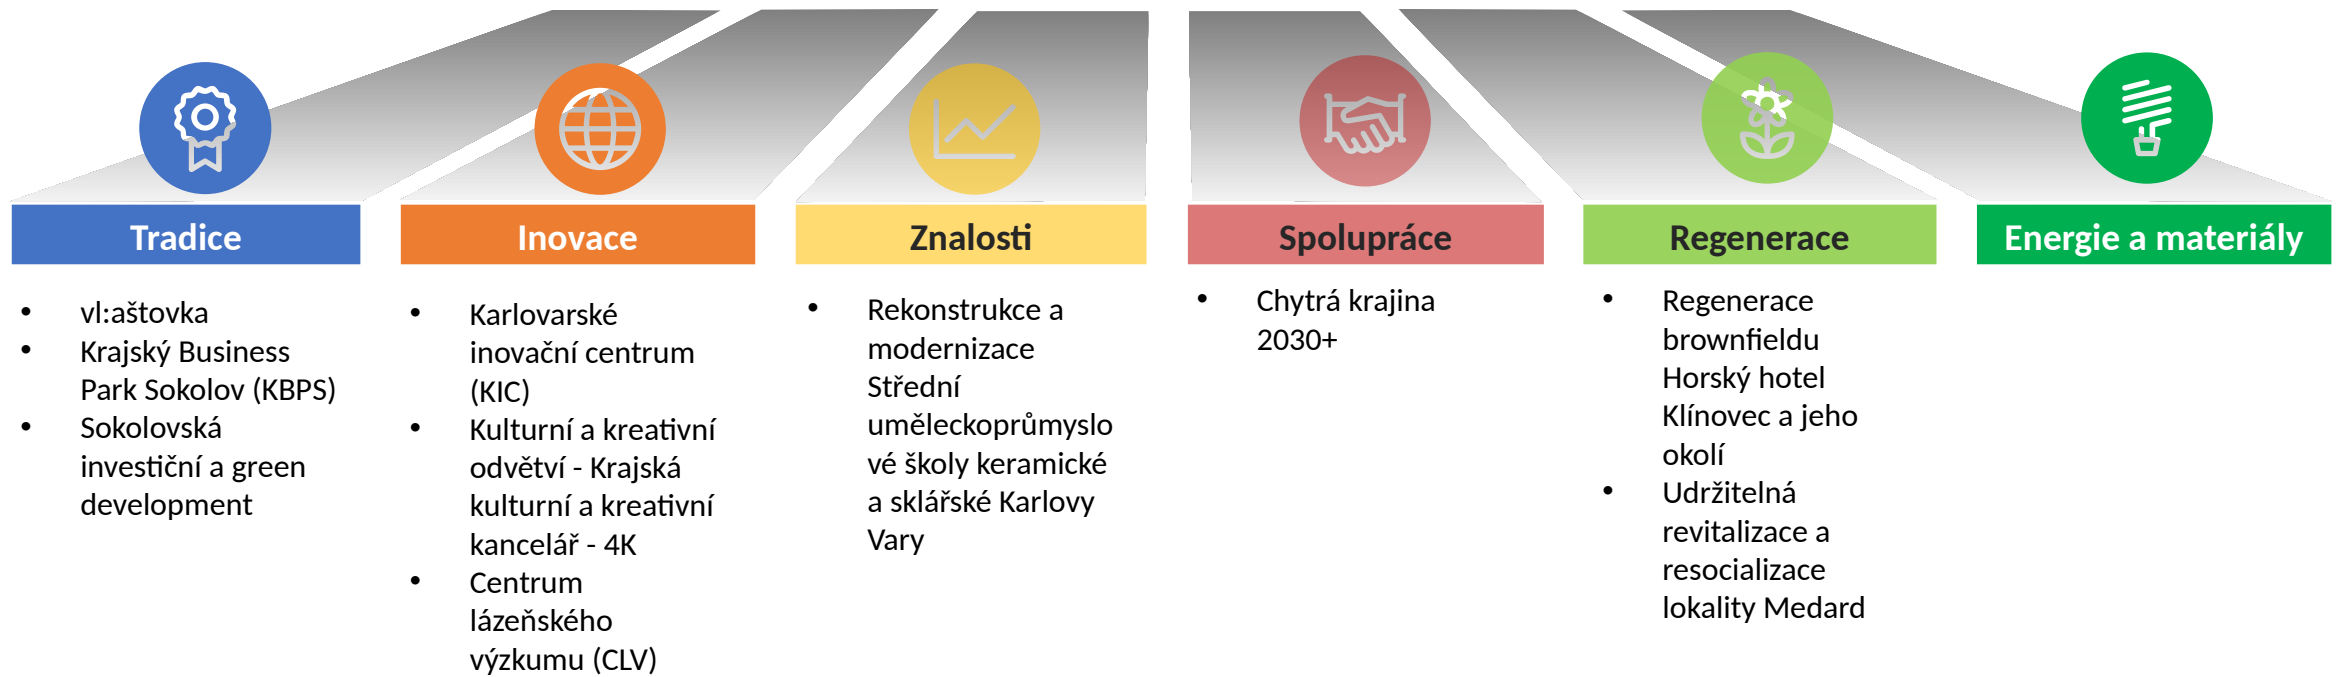 Tradice
• vl:aštovka
• Krajský Business
Park Sokolov (KBPS)
• Sokolovská
investiční a green
development
Inovace
• Karlovarské
inovační centrum
(KIC)
• Kulturní a kreativní
odvětví - Krajská
kulturní a kreativní
kancelář - 4K
• Centrum
lázeňského
výzkumu (CLV)
Znalosti
• Rekonstrukce a
modernizace
Střední
uměleckoprůmyslo
vé školy keramické
a sklářské Karlovy
Vary
Spolupráce
• Chytrá krajina
2030+
Regenerace
• Regenerace
brownfieldu
Horský hotel
Klínovec a jeho
okolí
• Udržitelná
revitalizace a
resocializace
lokality Medard
Energie a materiály